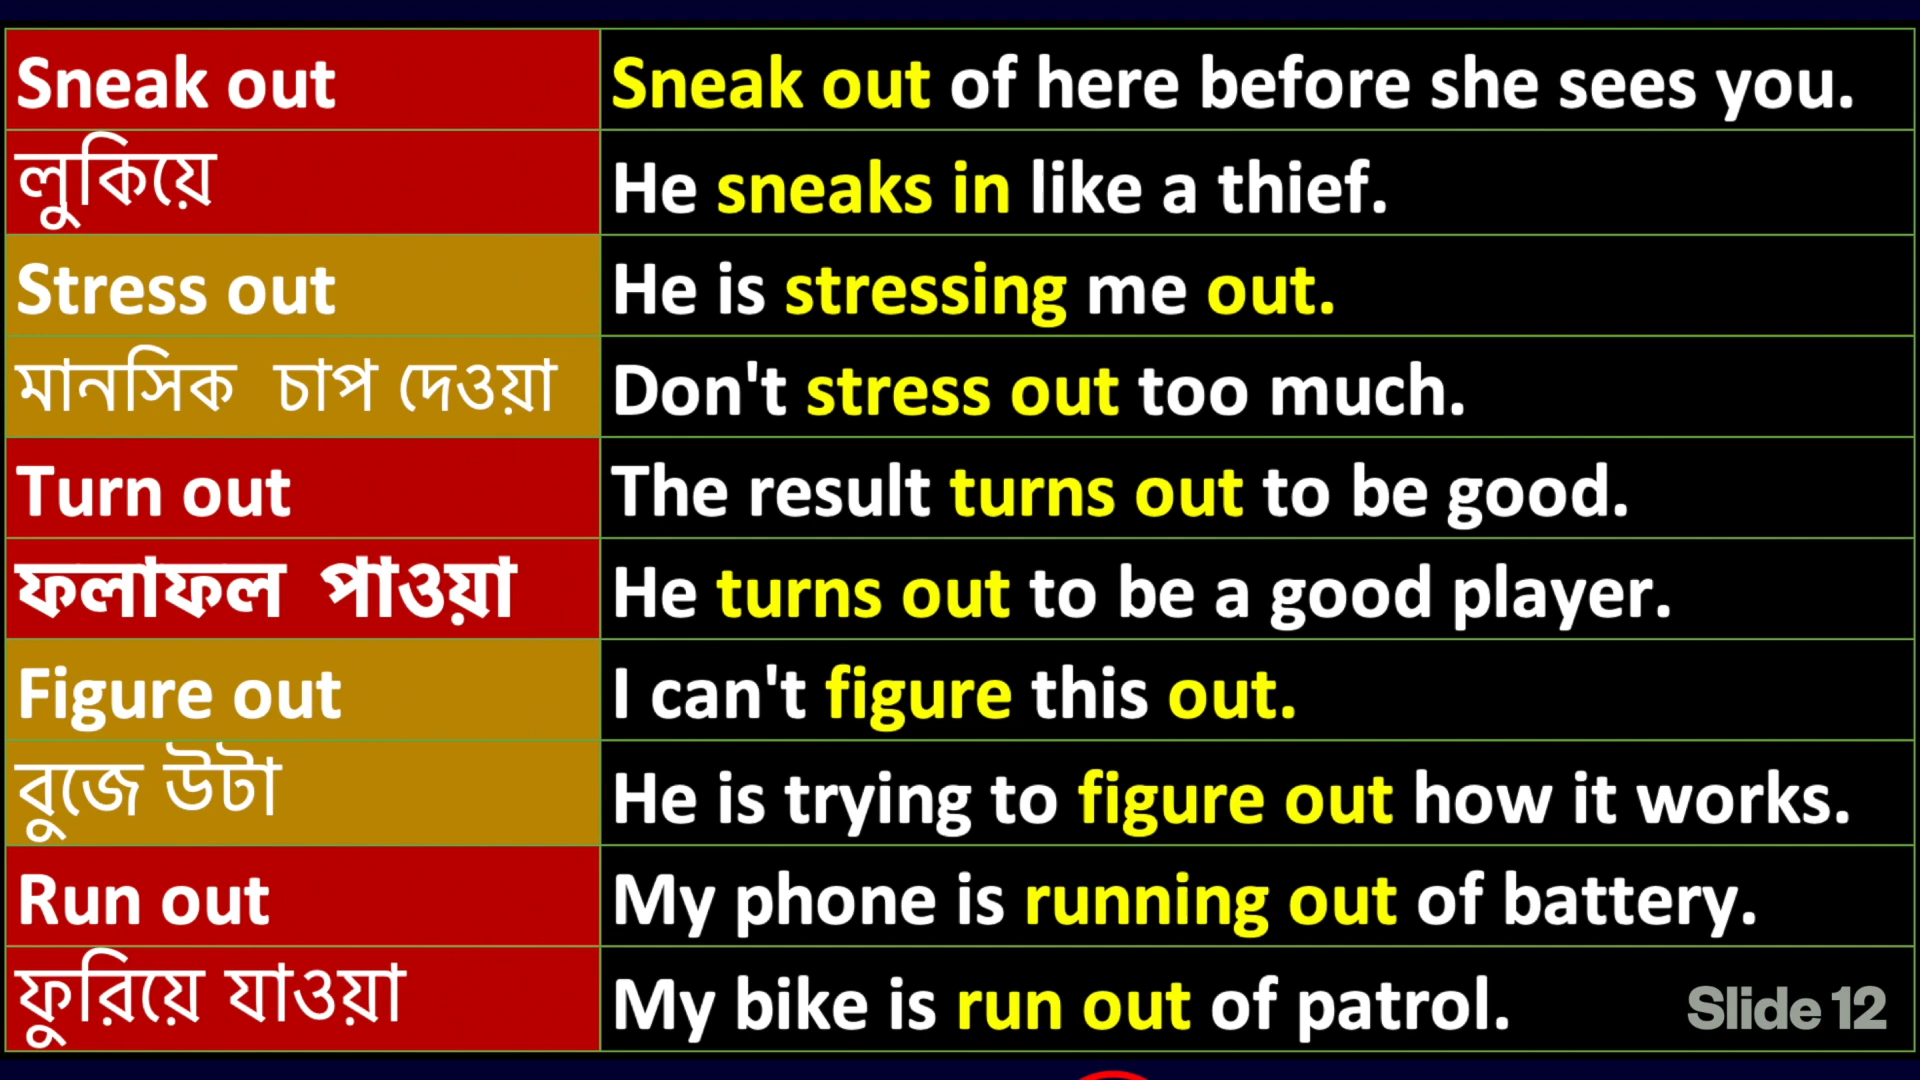 Sneak out
Sneak out of here before she sees you.
লুকিয়ে
He sneaks in like a thief.
Stress out
He is stressing me out.
মানসিক চাপ দেওয়া
Don't stress out too much.
Turn out
The result turns out to be good.
ফলাফল পাওয়া
He turns out to be a good player.
Figure out
I can't figure this out.
বুজে উটা
He is trying to figure out how it works.
Run out
My phone is running out of battery.
ফুরিয়ে যাওয়া
My bike is run out of patrol.
Slide 12